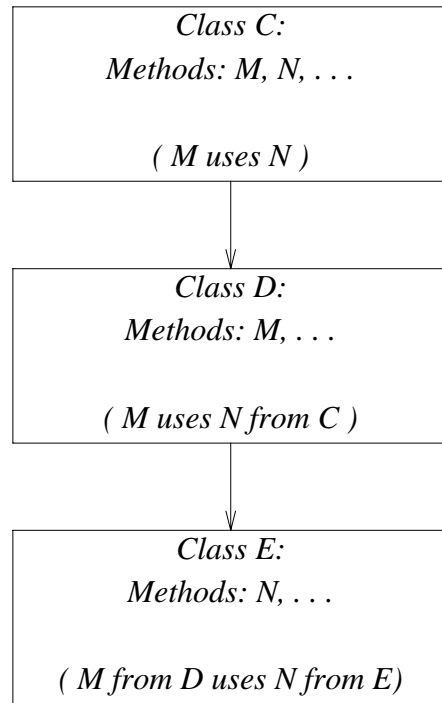 Class C:
Methods: M, N, . . .
( M uses N )
Class D:
Methods: M, . . .
( M uses N from C )
Class E:
Methods: N, . . .
( M from D uses N from E)